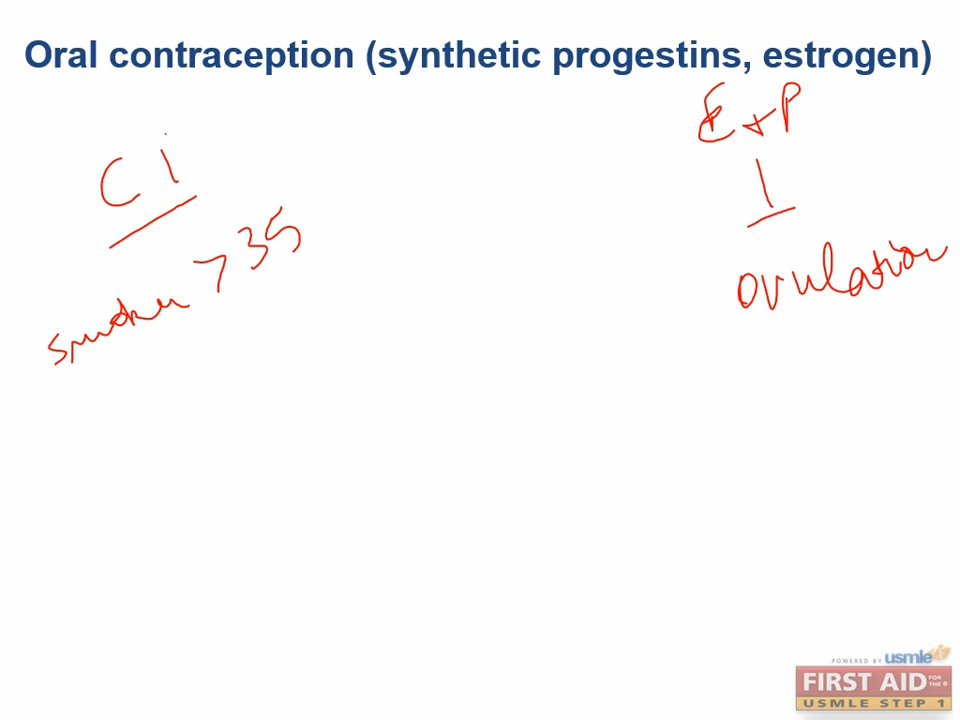 Oral contraception (synthetic progestins, estrogen)
E + P
CI
I
smoker > 35
ovulation
POWERED BY usmle
FIRST AID FOR THE®
USMLE STEP 1